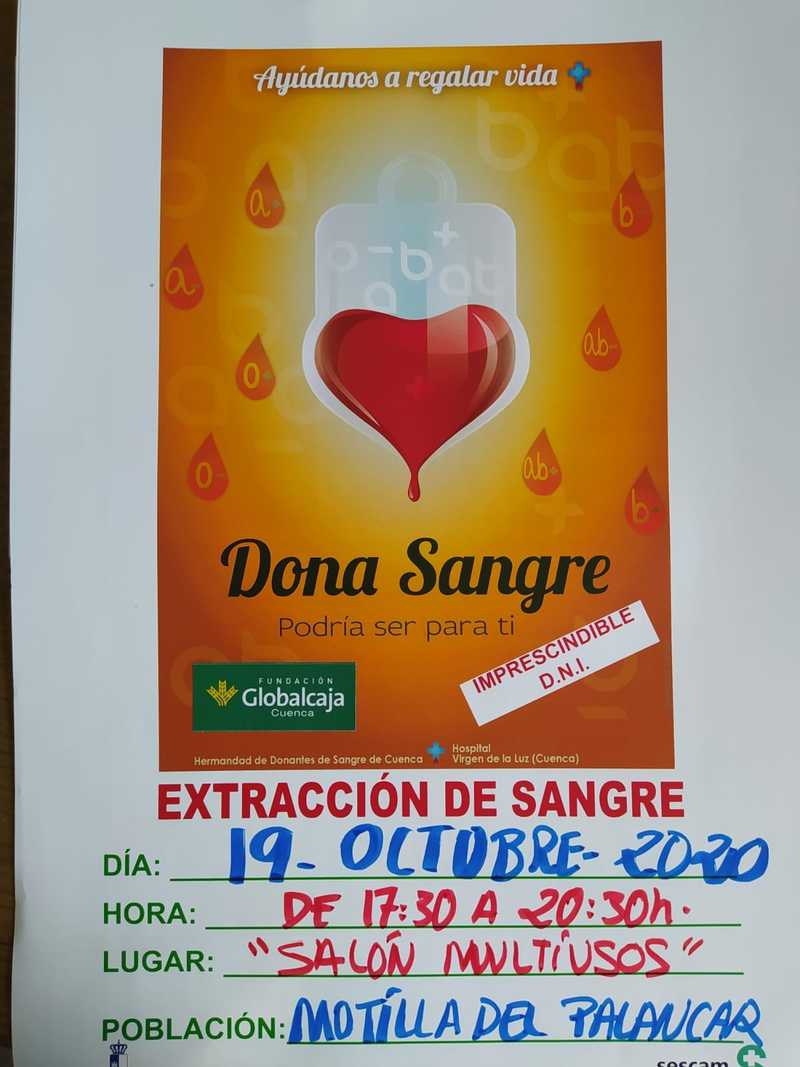 Ayúdanos a regalar vida
a+
b-
a-
ab-
o+
o-
ab+
b+
Dona Sangre
Podría ser para ti
IMPRESCINDIBLE
D.N.I.
FUNDACIÓN
Globalcaja
Cuenca
Hermandad de Donantes de Sangre de Cuenca
Hospital
Virgen de la Luz (Cuenca)
EXTRACCIÓN DE SANGRE
DÍA: 19- OCTUBRE- 2020
HORA: DE 17:30 A 20:30h.
LUGAR: "SALÓN MULTIUSOS"
POBLACIÓN: MOTILLA DEL PALANCAR
sescam